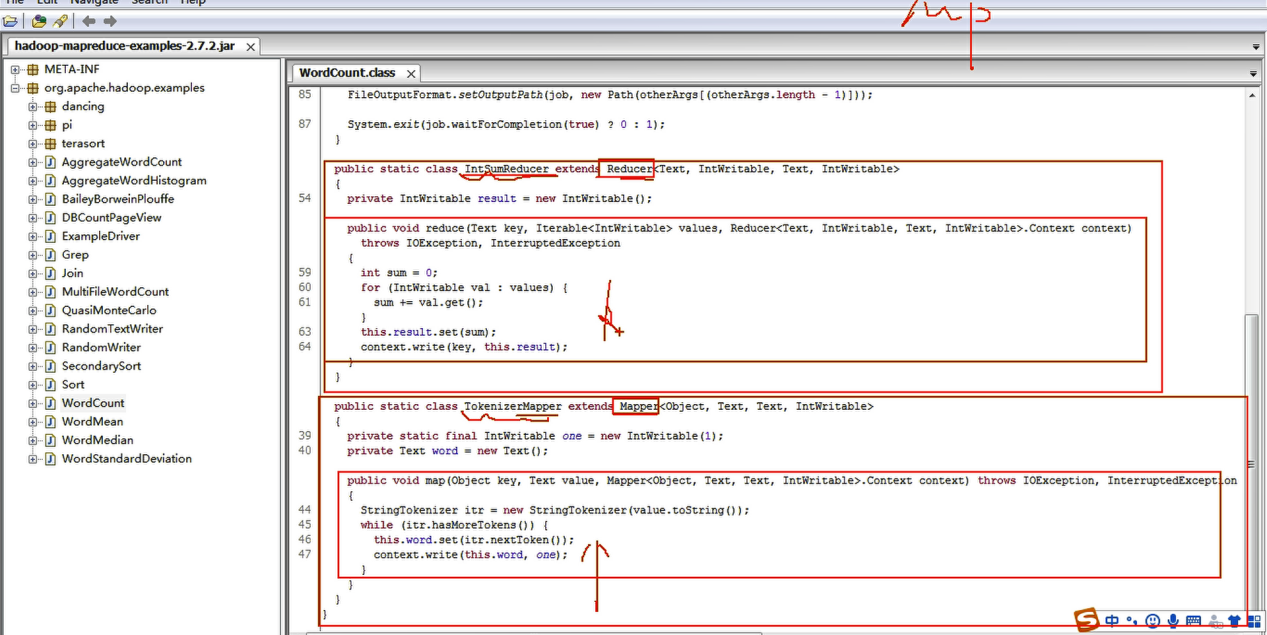 File Edit Navigate Search Help
hadoop-mapreduce-examples-2.7.2.jar
META-INF
org.apache.hadoop.examples
dancing
pi
terasort
AggregateWordCount
AggregateWordHistogram
BaileyBorweinPlouffe
DBCountPageView
ExampleDriver
Grep
Join
MultiFileWordCount
QuasiMonteCarlo
RandomTextWriter
RandomWriter
SecondarySort
Sort
WordCount
WordMean
WordMedian
WordStandardDeviation
WordCount.class
85 FileOutputFormat.setOutputPath(job, new Path(otherArgs[(otherArgs.length - 1)]));
87 System.exit(job.waitForCompletion(true) ? 0 : 1);
}
public static class IntSumReducer extends Reducer<Text, IntWritable, Text, IntWritable>
{
54 private IntWritable result = new IntWritable();
public void reduce(Text key, Iterable<IntWritable> values, Reducer<Text, IntWritable, Text, IntWritable>.Context context)
throws IOException, InterruptedException
{
59 int sum = 0;
60 for (IntWritable val : values) {
61 sum += val.get();
}
63 this.result.set(sum);
64 context.write(key, this.result);
}
}
public static class TokenizerMapper extends Mapper<Object, Text, Text, IntWritable>
{
39 private static final IntWritable one = new IntWritable(1);
40 private Text word = new Text();
public void map(Object key, Text value, Mapper<Object, Text, Text, IntWritable>.Context context) throws IOException, InterruptedException
{
44 StringTokenizer itr = new StringTokenizer(value.toString());
45 while (itr.hasMoreTokens()) {
46 this.word.set(itr.nextToken());
47 context.write(this.word, one);
}
}
}
}
S 中